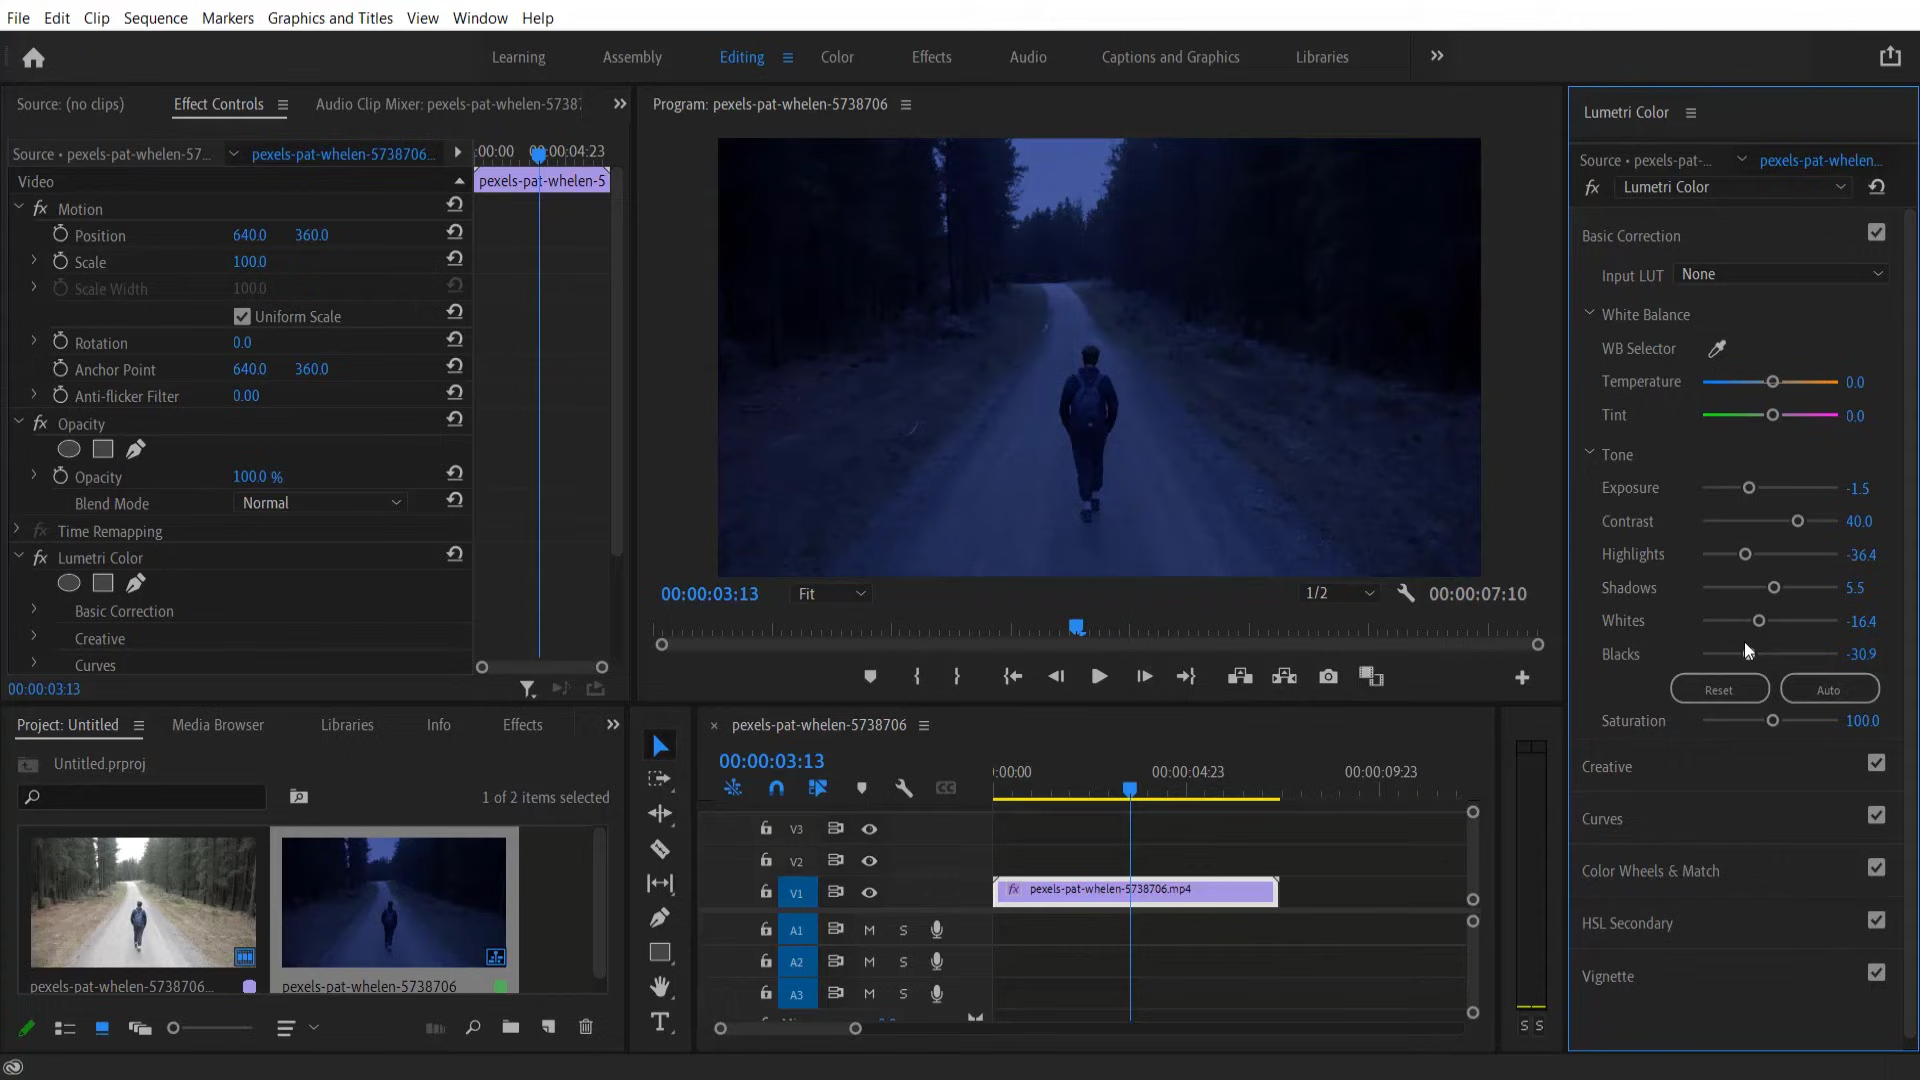 File Edit Clip Sequence Markers Graphics and Titles View Window Help
Learning Assembly Editing Color Effects Audio Captions and Graphics Libraries
Source: (no clips) Effect Controls Audio Clip Mixer: pexels-pat-whelen-5738
Source • pexels-pat-whelen-57... pexels-pat-whelen-5738706...
:00:00 00:00:04:23
Video
pexels-pat-whelen-5
fx Motion
Position 640.0 360.0
Scale 100.0
Scale Width 100.0
Uniform Scale
Rotation 0.0
Anchor Point 640.0 360.0
Anti-flicker Filter 0.00
fx Opacity
Opacity 100.0 %
Blend Mode Normal
fx Time Remapping
fx Lumetri Color
Basic Correction
Creative
Curves
00:00:03:13
Program: pexels-pat-whelen-5738706
00:00:03:13 Fit 1/2 00:00:07:10
Lumetri Color
Source • pexels-pat-... pexels-pat-whelen...
fx Lumetri Color
Basic Correction
Input LUT None
White Balance
WB Selector
Temperature 0.0
Tint 0.0
Tone
Exposure -1.5
Contrast 40.0
Highlights -36.4
Shadows 5.5
Whites -16.4
Blacks -30.9
Reset Auto
Saturation 100.0
Creative
Curves
Color Wheels & Match
HSL Secondary
Vignette
Project: Untitled Media Browser Libraries Info Effects
Untitled.prproj
1 of 2 items selected
pexels-pat-whelen-5738706... pexels-pat-whelen-5738706
× pexels-pat-whelen-5738706
00:00:03:13
:00:00 00:00:04:23 00:00:09:23
CC
V3
V2
V1
fx pexels-pat-whelen-5738706.mp4
A1 M S
A2 M S
A3 M S
T
S S